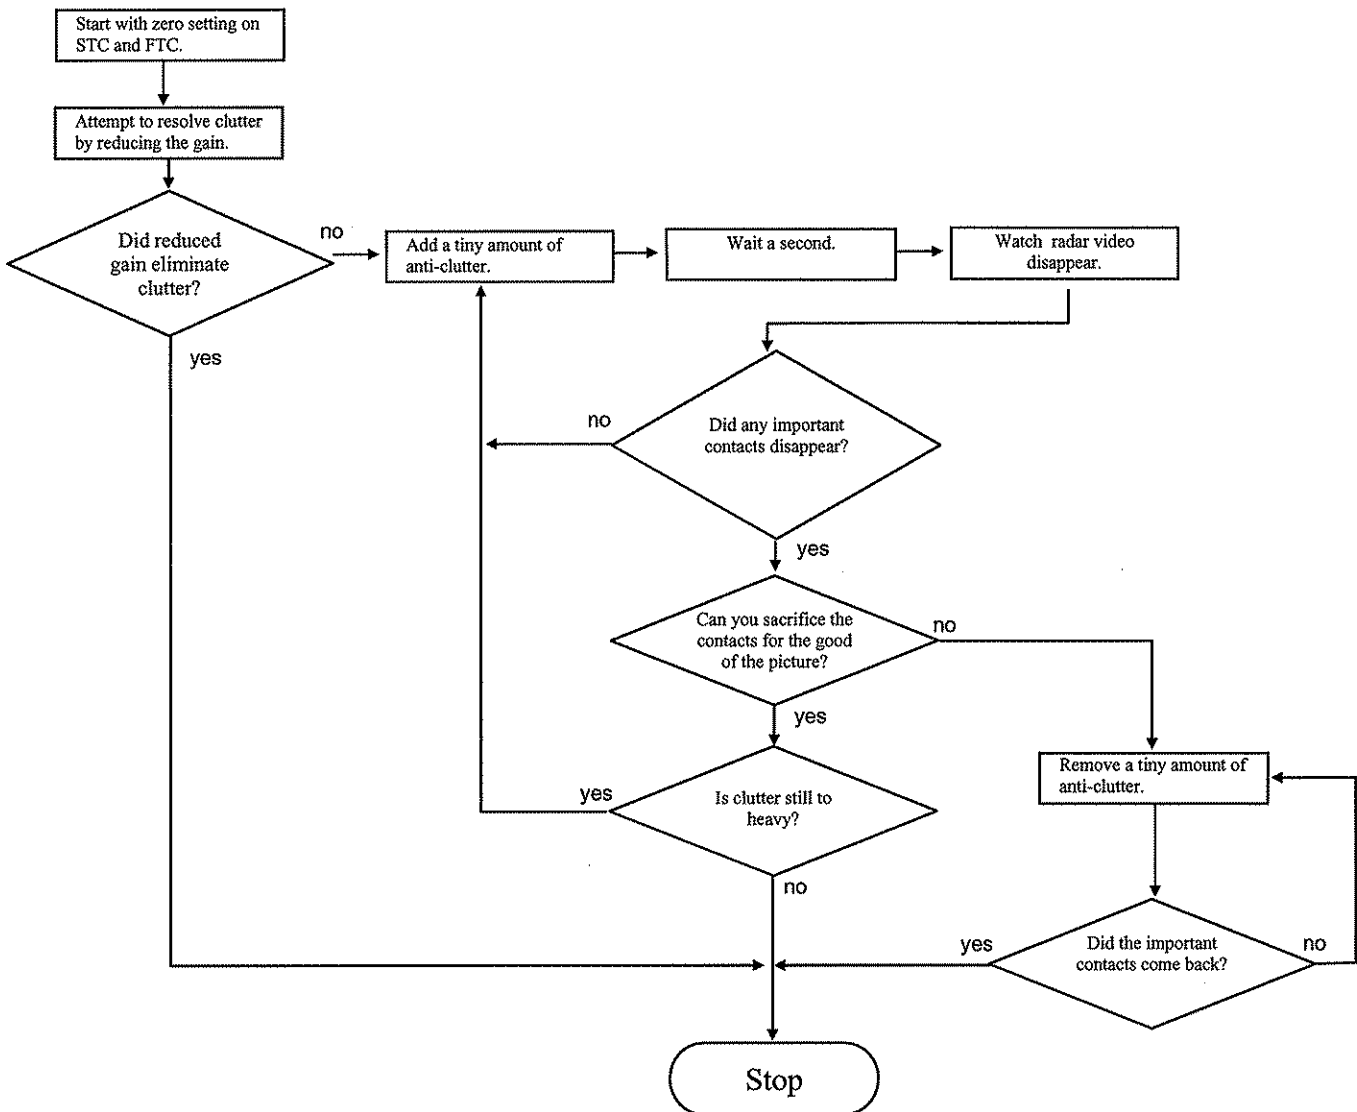 Start with zero setting on
STC and FTC.
Attempt to resolve clutter
by reducing the gain.
Did reduced
gain eliminate
clutter?
no
yes
Add a tiny amount of
anti-clutter.
Wait a second.
Watch radar video
disappear.
Did any important
contacts disappear?
no
yes
Can you sacrifice the
contacts for the good
of the picture?
no
yes
Is clutter still to
heavy?
yes
no
Remove a tiny amount of
anti-clutter.
Did the important
contacts come back?
yes
no
Stop